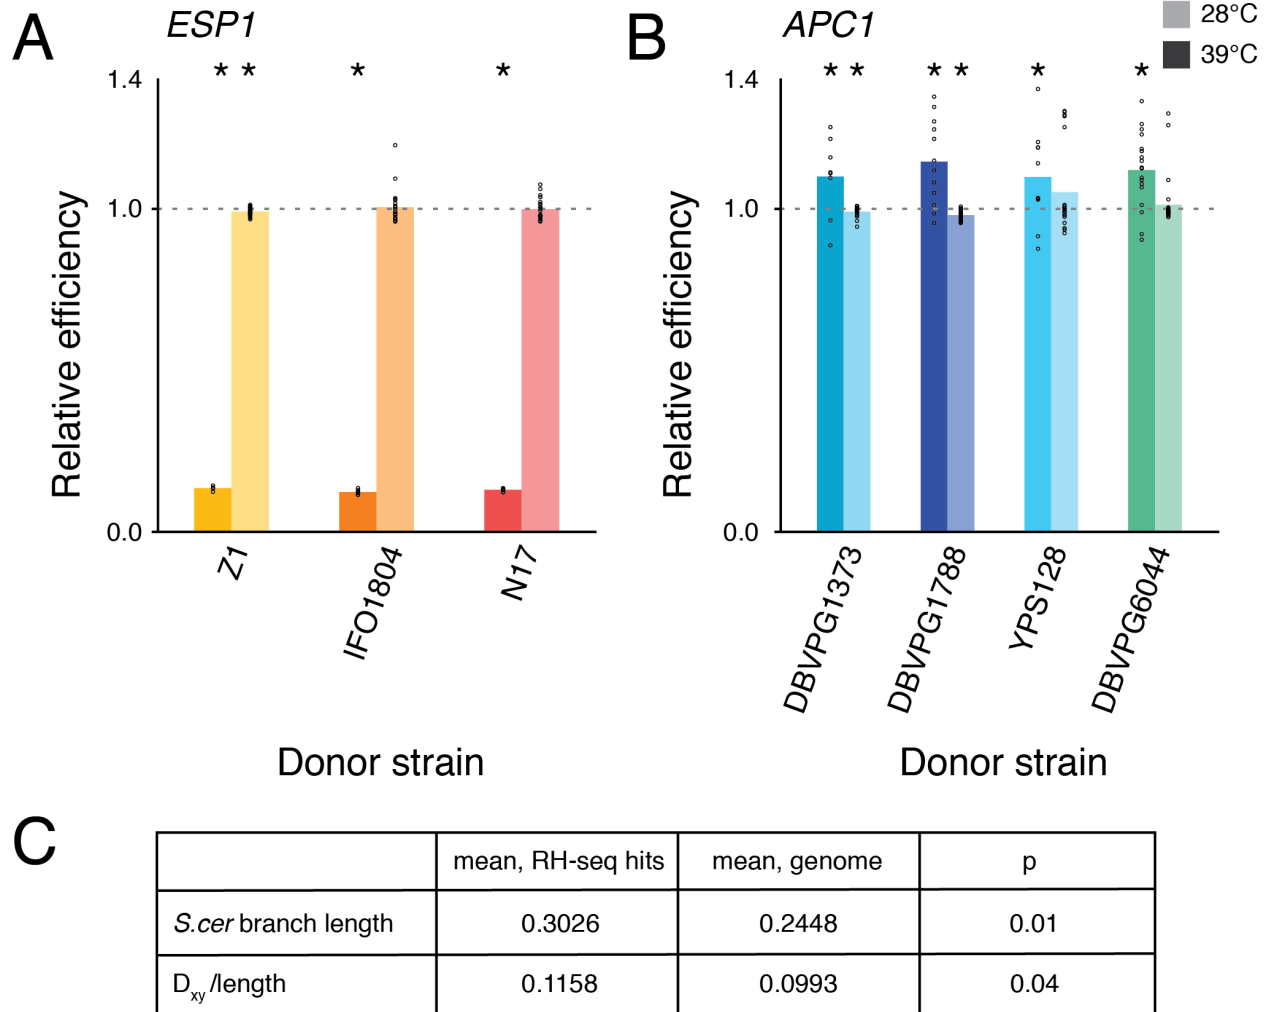 A
ESP1
* * * *
1.4
1.0
0.0
Relative efficiency
Z1
IFO1804
N17
Donor strain
B
APC1
28°C
39°C
* * * * * *
1.4
1.0
0.0
Relative efficiency
DBVPG1373
DBVPG1788
YPS128
DBVPG6044
Donor strain
C
mean, RH-seq hits mean, genome p
S.cer branch length 0.3026 0.2448 0.01
Dxy/length 0.1158 0.0993 0.04